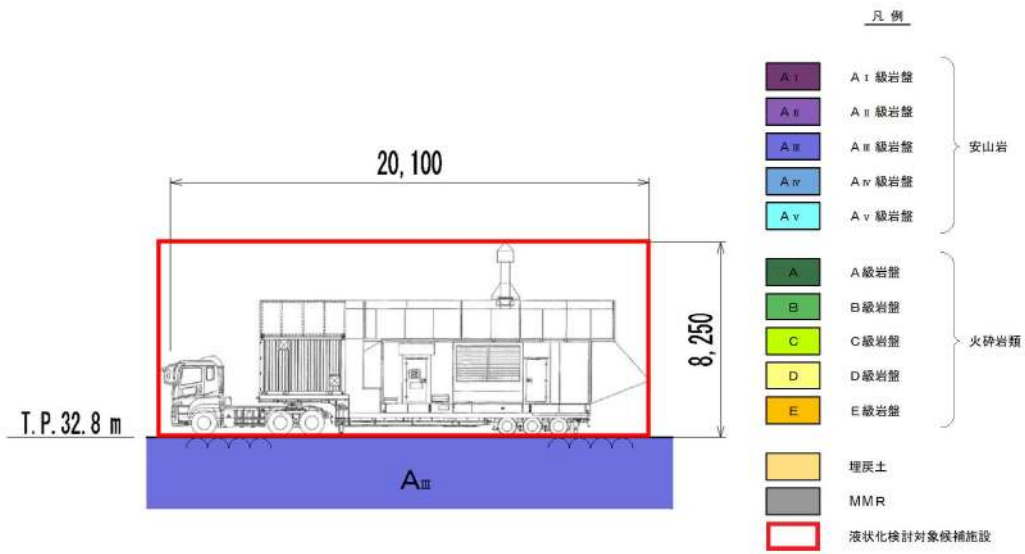 20,100
8,250
T.P.32.8 m
AⅢ
凡例
AⅠ AⅠ級岩盤
AⅡ AⅡ級岩盤
AⅢ AⅢ級岩盤
AⅣ AⅣ級岩盤
AⅤ AⅤ級岩盤
安山岩
A A級岩盤
B B級岩盤
C C級岩盤
D D級岩盤
E E級岩盤
火砕岩類
埋戻土
MMR
液状化検討対象候補施設